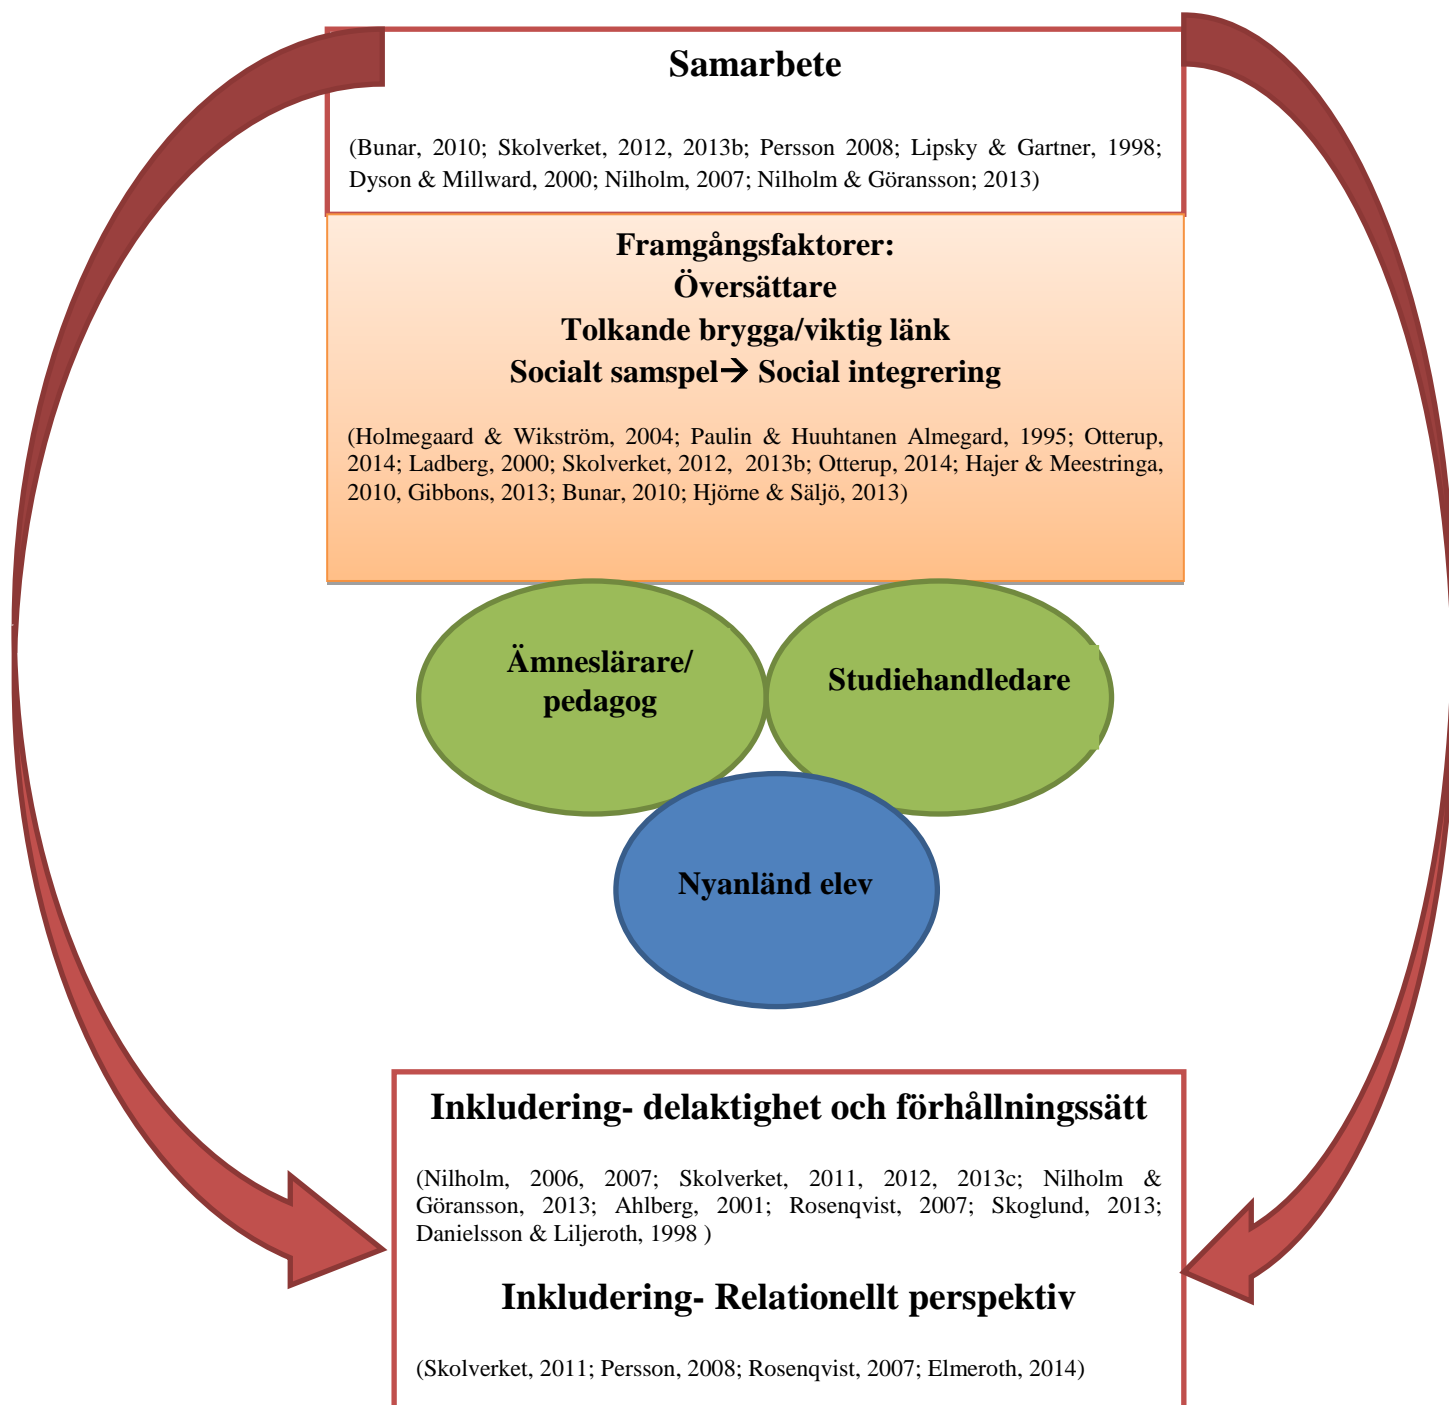 Samarbete
(Bunar, 2010; Skolverket, 2012, 2013b; Persson 2008; Lipsky & Gartner, 1998;
Dyson & Millward, 2000; Nilholm, 2007; Nilholm & Göransson; 2013)
Framgångsfaktorer:
Översättare
Tolkande brygga/viktig länk
Socialt samspel→ Social integrering
(Holmegaard & Wikström, 2004; Paulin & Huuhtanen Almegard, 1995; Otterup,
2014; Ladberg, 2000; Skolverket, 2012, 2013b; Otterup, 2014; Hajer & Meestringa,
2010, Gibbons, 2013; Bunar, 2010; Hjörne & Säljö, 2013)
Ämneslärare/
pedagog
Studiehandledare
Nyanländ elev
Inkludering- delaktighet och förhållningssätt
(Nilholm, 2006, 2007; Skolverket, 2011, 2012, 2013c; Nilholm &
Göransson, 2013; Ahlberg, 2001; Rosenqvist, 2007; Skoglund, 2013;
Danielsson & Liljeroth, 1998 )
Inkludering- Relationellt perspektiv
(Skolverket, 2011; Persson, 2008; Rosenqvist, 2007; Elmeroth, 2014)